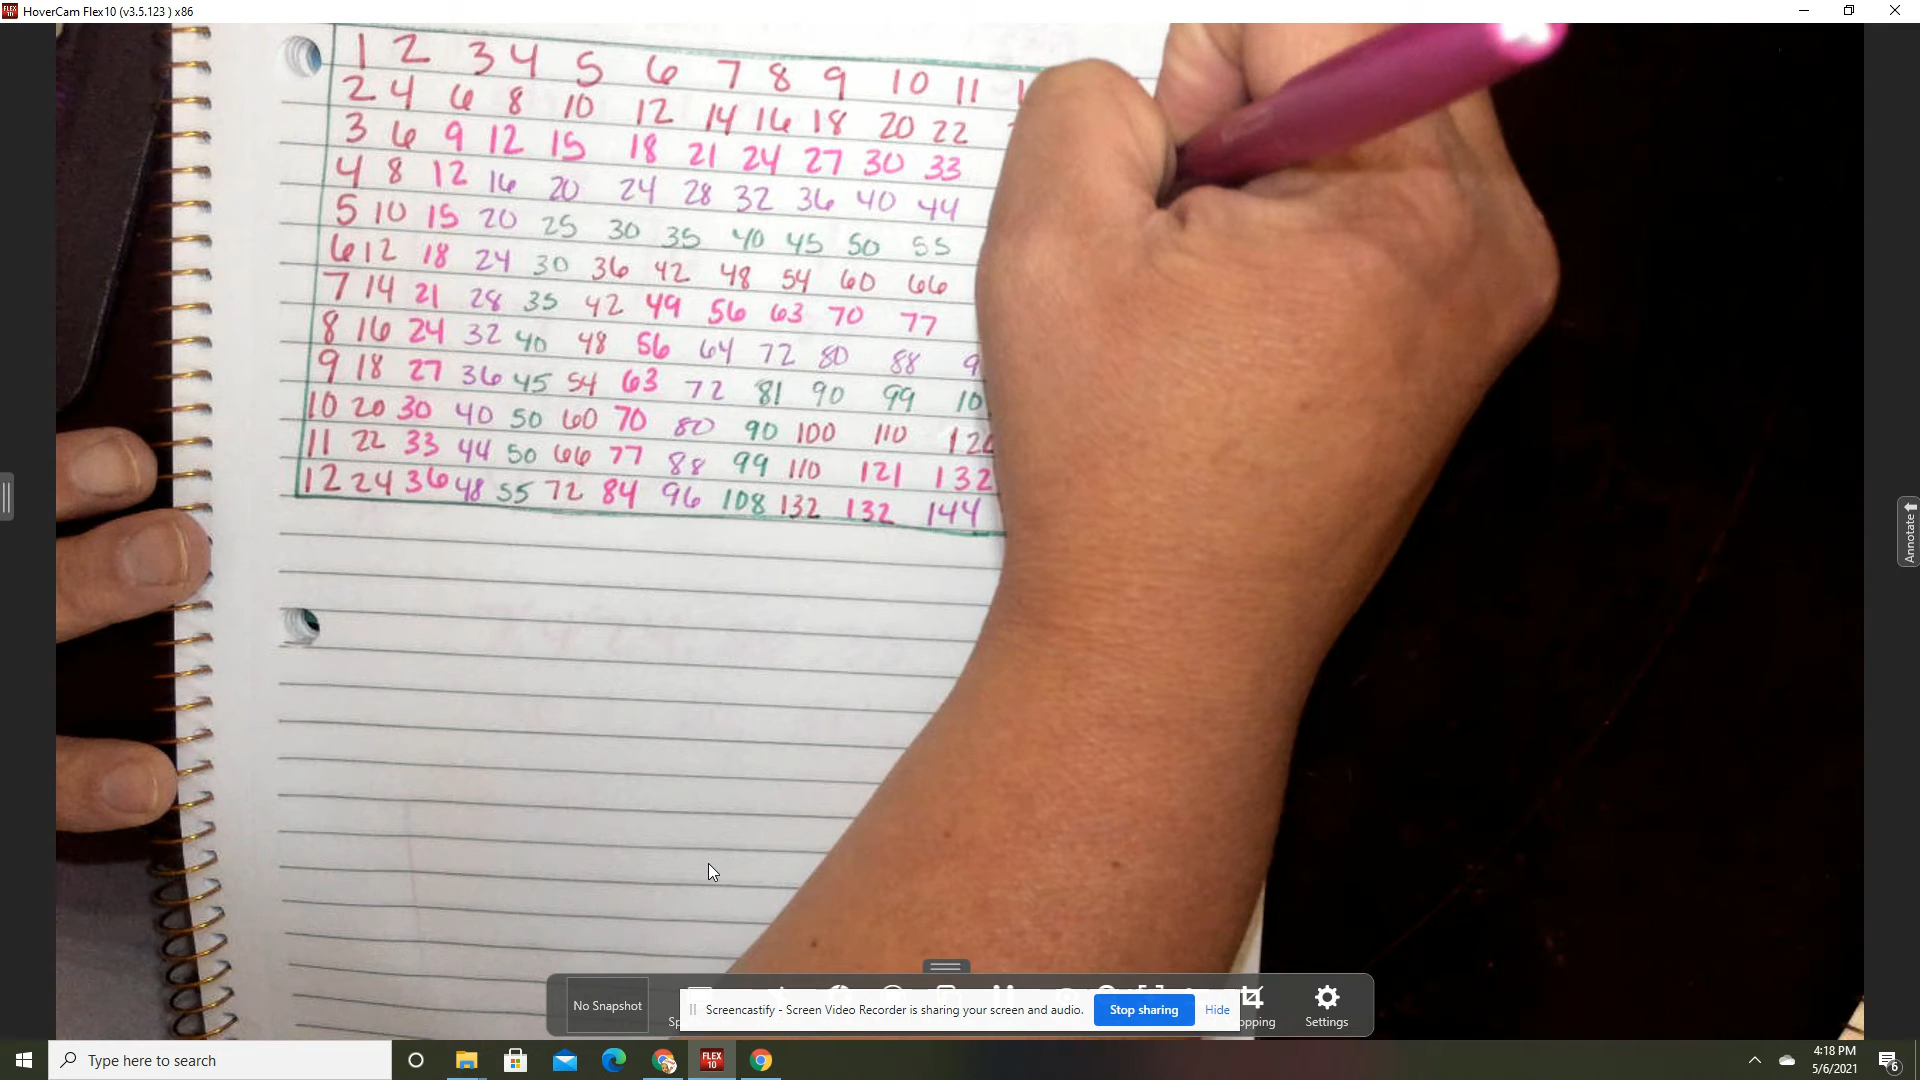 HoverCam Flex10 (v3.5.123 ) x86
1 2 3 4 5 6 7 8 9 10 11
2 4 6 8 10 12 14 16 18 20 22
3 6 9 12 15 18 21 24 27 30 33
4 8 12 16 20 24 28 32 36 40 44
5 10 15 20 25 30 35 40 45 50 55
6 12 18 24 30 36 42 48 54 60 66
7 14 21 28 35 42 49 56 63 70 77
8 16 24 32 40 48 56 64 72 80 88
9 18 27 36 45 54 63 72 81 90 99
10 20 30 40 50 60 70 80 90 100 110 120
11 22 33 44 50 66 77 88 99 110 121 132
12 24 36 48 55 72 84 96 108 132 132 144
Annotate
No Snapshot
Screencastify - Screen Video Recorder is sharing your screen and audio.
Stop sharing
Hide
Settings
Type here to search
FLEX
10
4:18 PM
5/6/2021
6